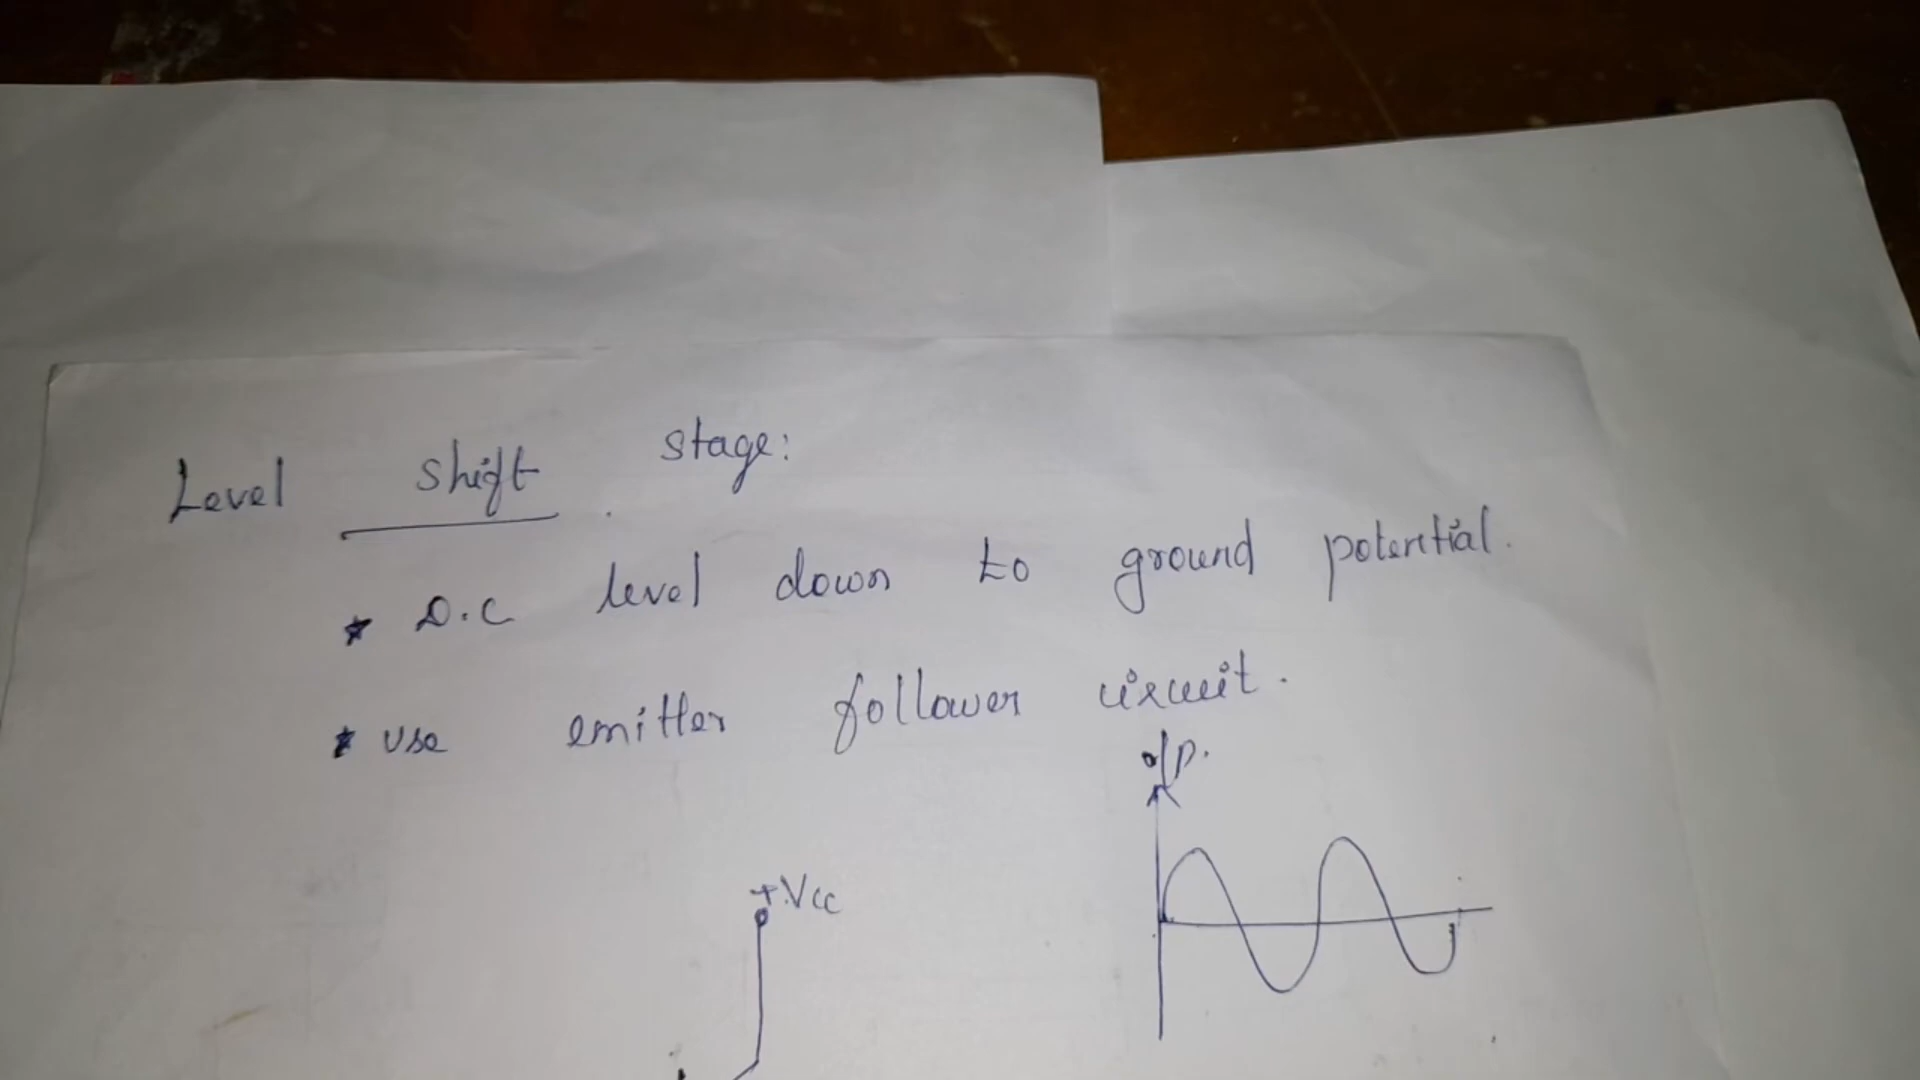 Level shift stage:
* D.C level down to ground potential.
* Use emitter follower circuit.
o/p.
+Vcc